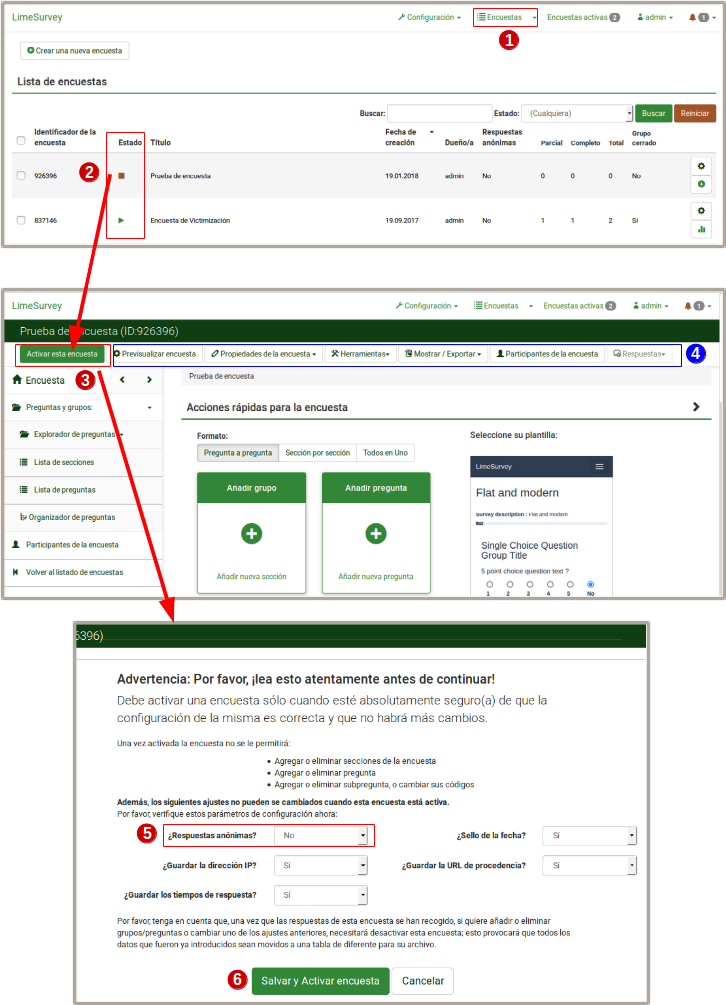 LimeSurvey Configuración Encuestas Encuestas activas 2 admin 1
1
Crear una nueva encuesta
Lista de encuestas
Buscar: Estado: (Cualquiera) Buscar Reiniciar
Identificador de la encuesta Estado Título Fecha de creación Dueño/a Respuestas anónimas Parcial Completo Total Grupo cerrado
2
926396 Prueba de encuesta 19.01.2018 admin No 0 0 0 No
837146 Encuesta de Victimización 19.09.2017 admin No 1 1 2 Si
LimeSurvey Configuración Encuestas Encuestas activas 2 admin 1
Prueba de encuesta (ID:926396)
Activar esta encuesta Previsualizar encuesta Propiedades de la encuesta Herramientas Mostrar / Exportar Participantes de la encuesta Respuestas 4
Encuesta 3
Prueba de encuesta
Preguntas y grupos:
Explorador de preguntas
Lista de secciones
Lista de preguntas
Organizador de preguntas
Participantes de la encuesta
Volver al listado de encuestas
Acciones rápidas para la encuesta
Formato:
Pregunta a pregunta Sección por sección Todos en Uno
Añadir grupo Añadir pregunta
Añadir nueva sección Añadir nueva pregunta
Seleccione su plantilla:
LimeSurvey
Flat and modern
Survey description : Flat and modern
Single Choice Question
Group Title
5 point choice question text ?
1 2 3 4 5 No
6396)
Advertencia: Por favor, ¡lea esto atentamente antes de continuar!
Debe activar una encuesta sólo cuando esté absolutamente seguro(a) de que la
configuración de la misma es correcta y que no habrá más cambios.
Una vez activada la encuesta no se le permitirá:
Agregar o eliminar secciones de la encuesta
Agregar o eliminar pregunta
Agregar o eliminar subpregunta, o cambiar sus códigos
Además, los siguientes ajustes no pueden se cambiados cuando esta encuesta está activa.
Por favor, verifique estos parámetros de configuración ahora:
5 ¿Respuestas anónimas? No ¿Sello de la fecha? Sí
¿Guardar la dirección IP? Sí ¿Guardar la URL de procedencia? Sí
¿Guardar los tiempos de respuesta? Sí
Por favor, tenga en cuenta que, una vez que las respuestas de esta encuesta se han recogido, si quiere añadir o eliminar
grupos/preguntas o cambiar uno de los ajustes anteriores, necesitará desactivar esta encuesta; esto provocará que todos los
datos que fueron ya introducidos sean movidos a una tabla de diferente para su archivo.
6 Salvar y Activar encuesta Cancelar